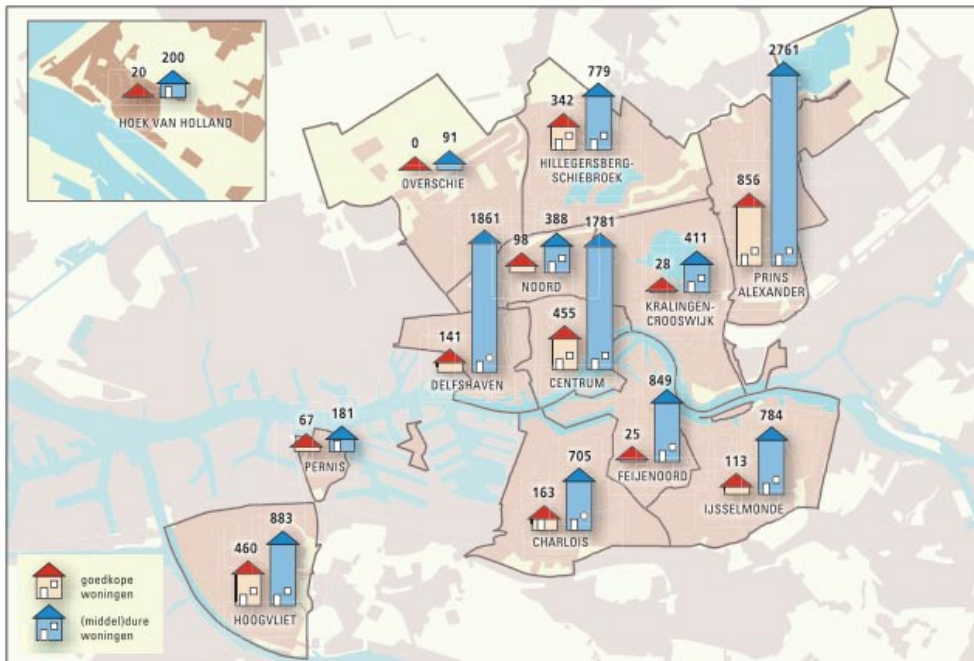 20 200
HOEK VAN HOLLAND
0 91
OVERSCHIE
342 779
HILLEGERSBERG-
SCHIEBROEK
856 2761
PRINS
ALEXANDER
98 388
NOORD
28 411
KRALINGEN-
CROOSWIJK
141 1861
DELFSHAVEN
455 1781
CENTRUM
67 181
PERNIS
25 849
FEIJENOORD
113 784
IJSSELMONDE
163 705
CHARLOIS
460 883
HOOGVLIET
goedkope
woningen
(middel)dure
woningen